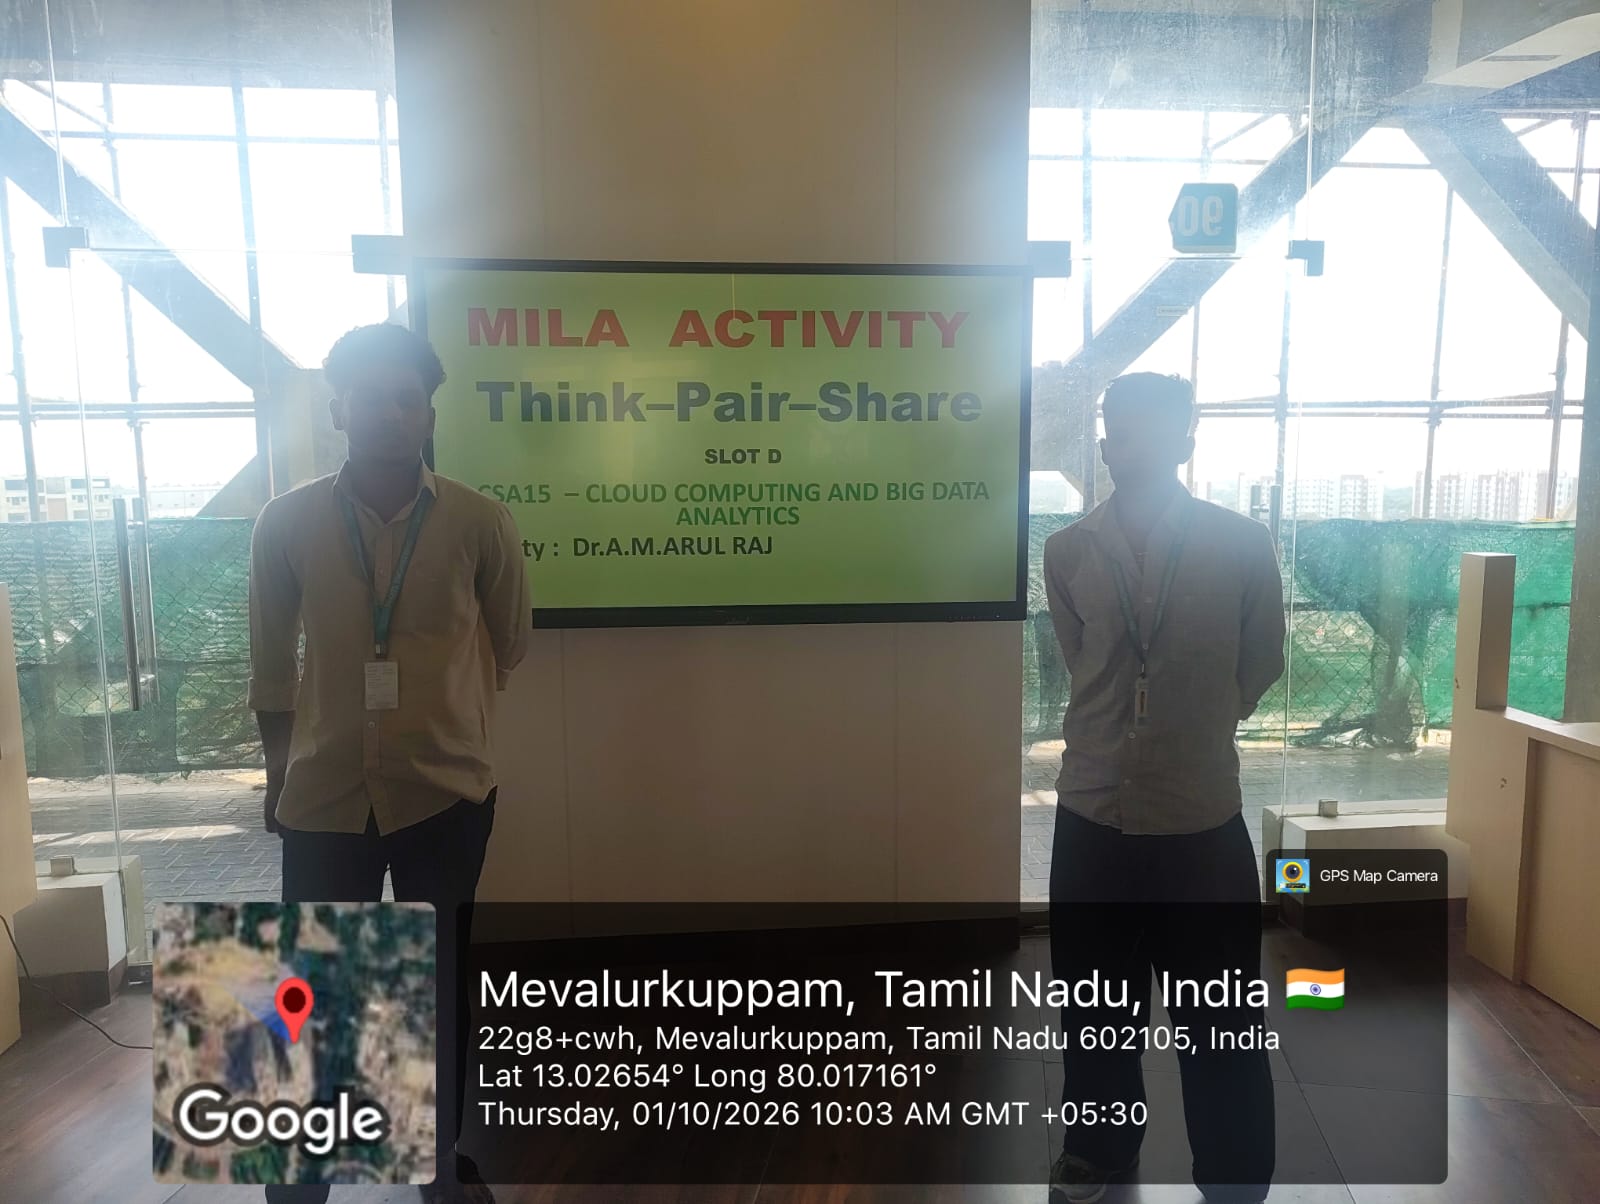 MILA ACTIVITY
Think–Pair–Share
SLOT D
CSA15 – CLOUD COMPUTING AND BIG DATA
ANALYTICS
ty : Dr.A.M.ARUL RAJ
GPS Map Camera
Mevalurkuppam, Tamil Nadu, India
22g8+cwh, Mevalurkuppam, Tamil Nadu 602105, India
Lat 13.02654° Long 80.017161°
Thursday, 01/10/2026 10:03 AM GMT +05:30
Google